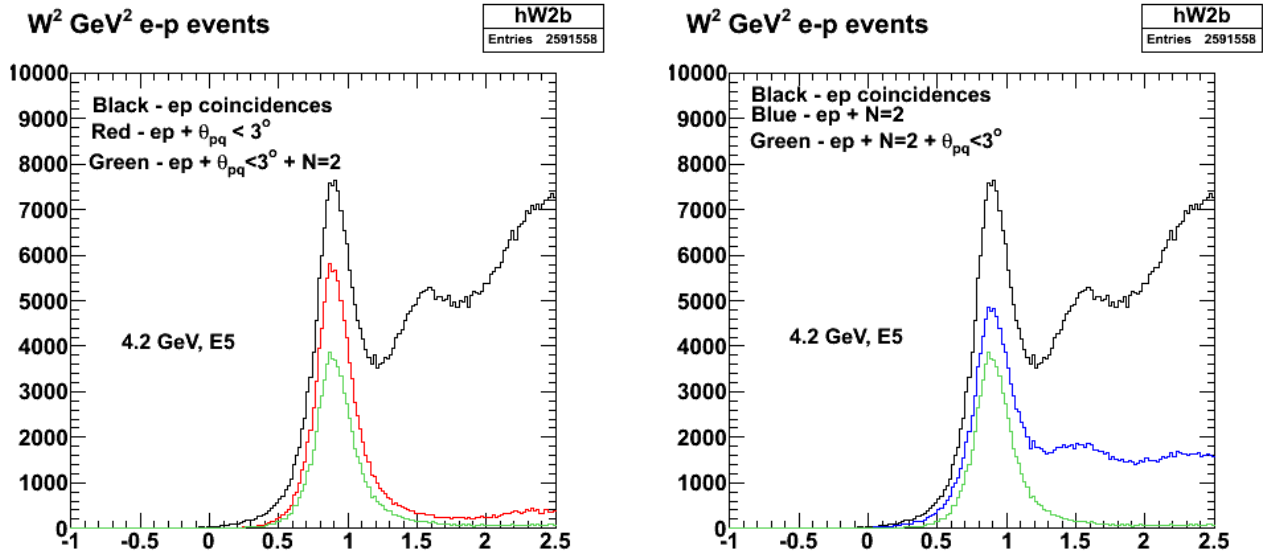 W² GeV² e-p events
hW2b
Entries 2591558
10000
9000
8000
7000
6000
5000
4000
3000
2000
1000
0
Black - ep coincidences
Red - ep + θpq < 3°
Green - ep + θpq<3° + N=2
4.2 GeV, E5
-1 -0.5 0 0.5 1 1.5 2 2.5
W² GeV² e-p events
hW2b
Entries 2591558
10000
9000
8000
7000
6000
5000
4000
3000
2000
1000
0
Black - ep coincidences
Blue - ep + N=2
Green - ep + N=2 + θpq<3°
4.2 GeV, E5
-1 -0.5 0 0.5 1 1.5 2 2.5